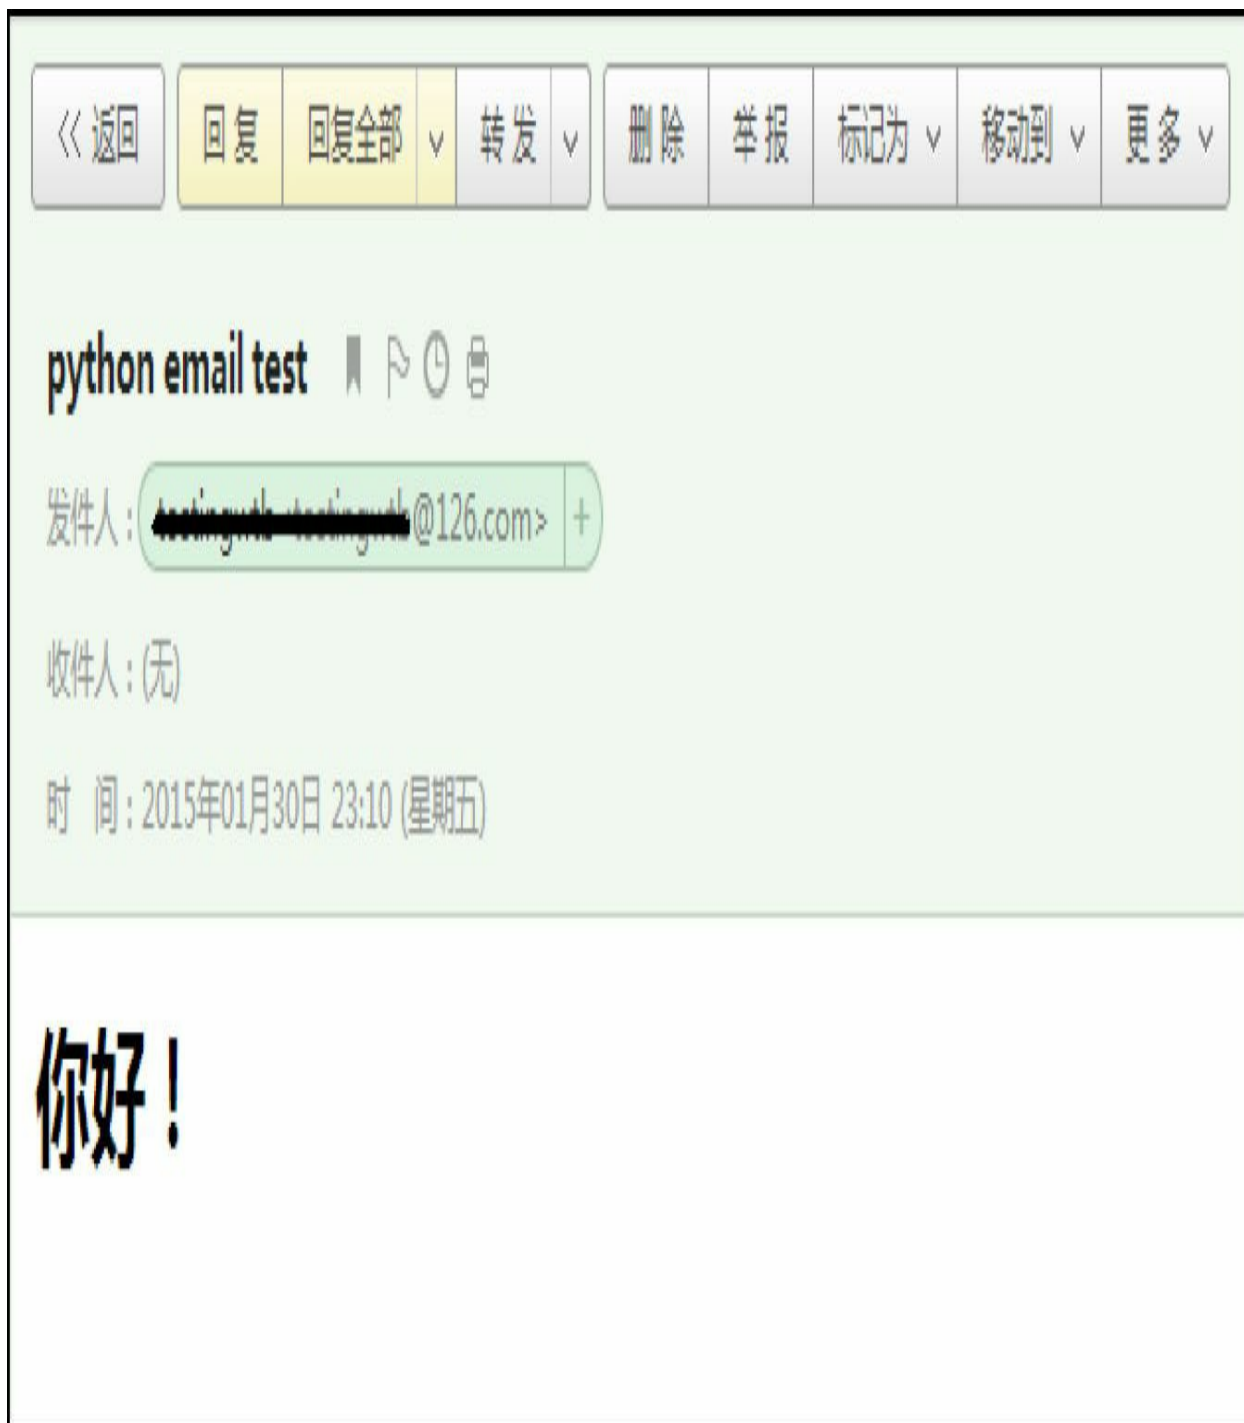 << 返回 回复 回复全部 转发 删除 举报 标记为 移动到 更多
python email test
发件人: @126.com> +
收件人: (无)
时 间: 2015年01月30日 23:10 (星期五)
你好!